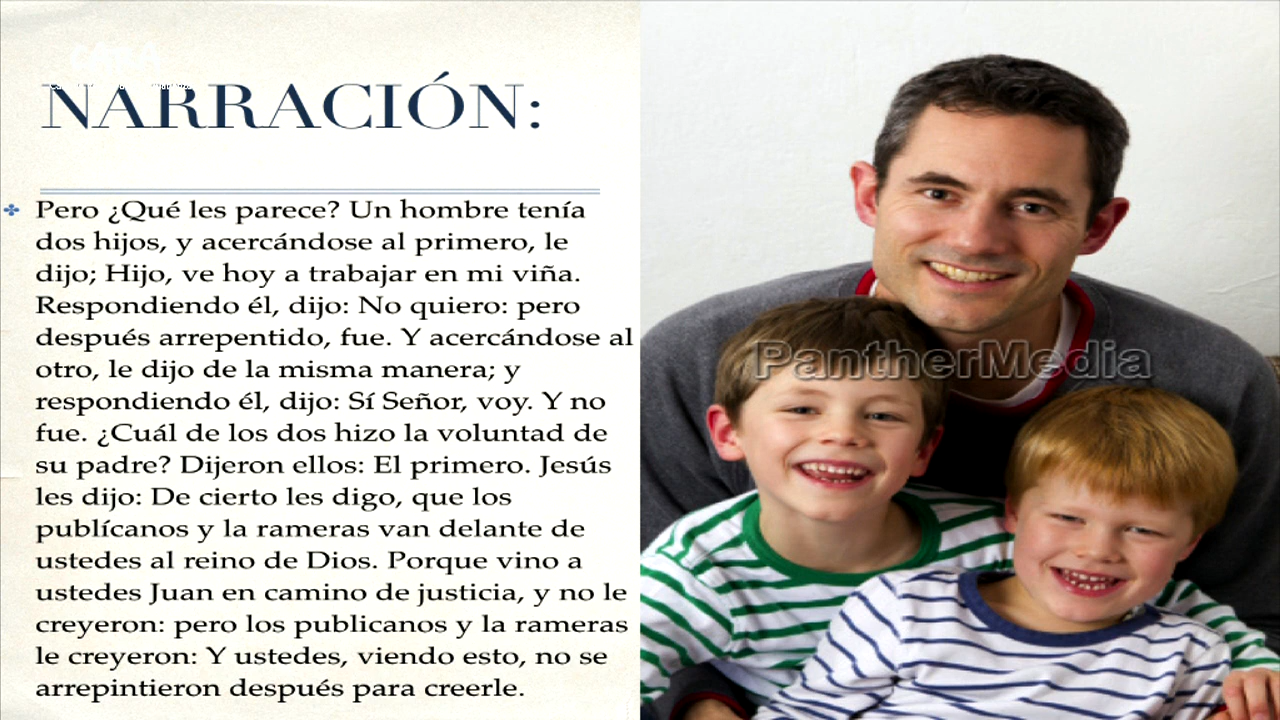 CASA
NARRACIÓN:
Pero ¿Qué les parece? Un hombre tenía
dos hijos, y acercándose al primero, le
dijo; Hijo, ve hoy a trabajar en mi viña.
Respondiendo él, dijo: No quiero: pero
después arrepentido, fue. Y acercándose al
otro, le dijo de la misma manera; y
respondiendo él, dijo: Sí Señor, voy. Y no
fue. ¿Cuál de los dos hizo la voluntad de
su padre? Dijeron ellos: El primero. Jesús
les dijo: De cierto les digo, que los
publícanos y la rameras van delante de
ustedes al reino de Dios. Porque vino a
ustedes Juan en camino de justicia, y no le
creyeron: pero los publicanos y la rameras
le creyeron: Y ustedes, viendo esto, no se
arrepintieron después para creerle.
PantherMedia